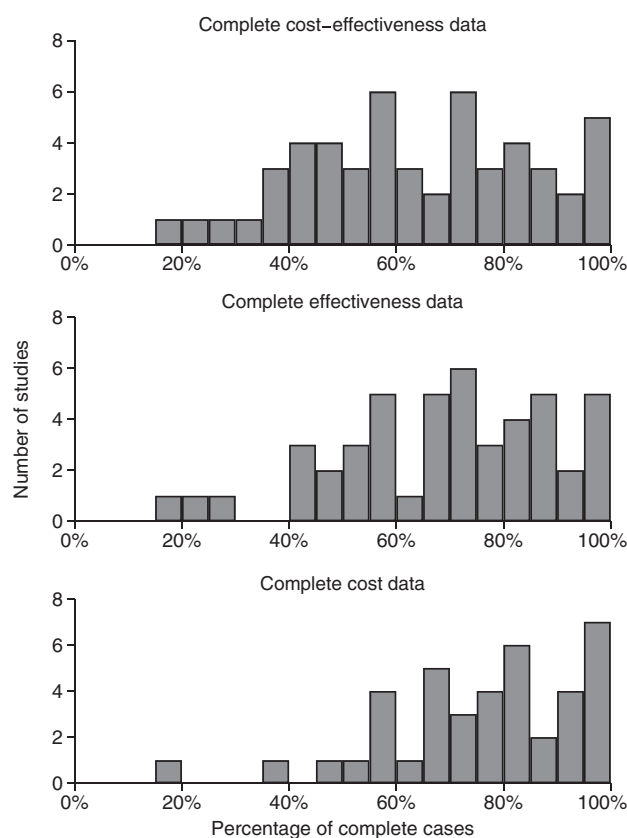 Complete cost–effectiveness data
8
6
4
2
0
0% 20% 40% 60% 80% 100%
Complete effectiveness data
8
6
4
2
0
0% 20% 40% 60% 80% 100%
Number of studies
Complete cost data
8
6
4
2
0
0% 20% 40% 60% 80% 100%
Percentage of complete cases